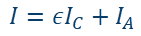 I = ϵI_C + I_A